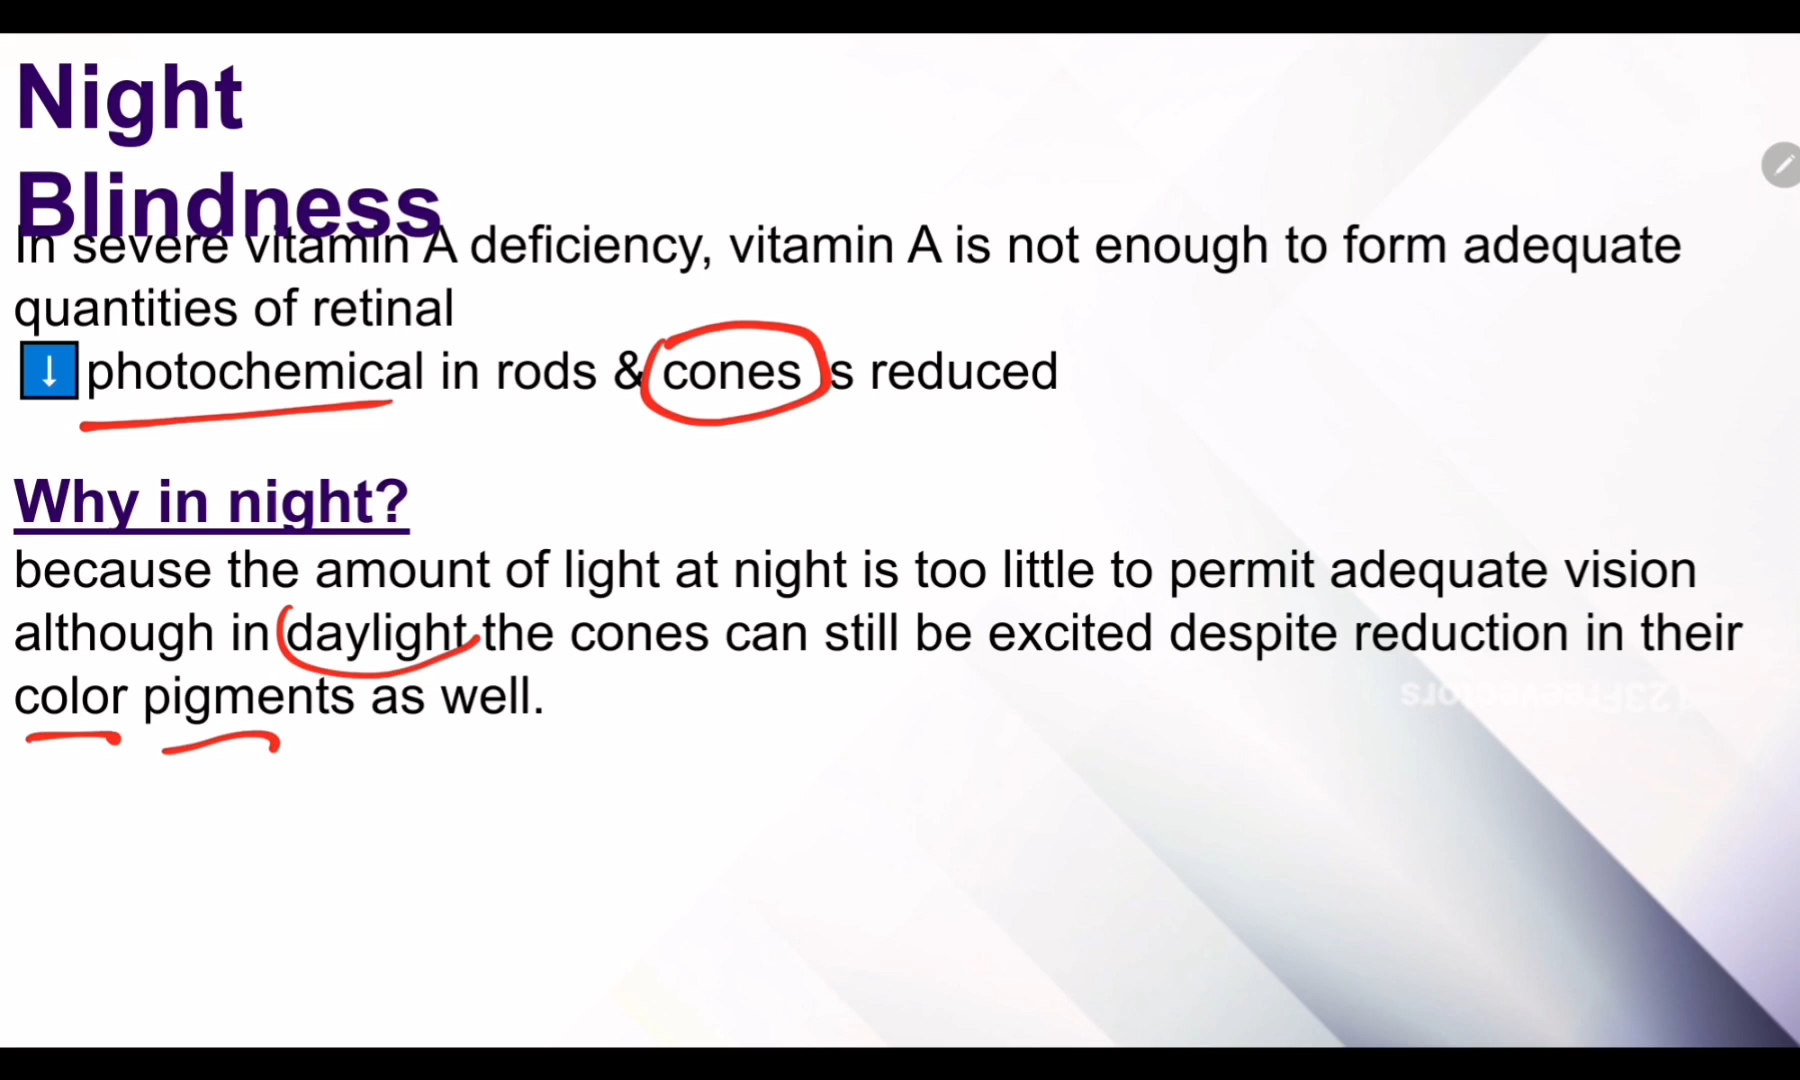 Night
Blindness
In severe vitamin A deficiency, vitamin A is not enough to form adequate
quantities of retinal
↓ photochemical in rods & cones s reduced
Why in night?
because the amount of light at night is too little to permit adequate vision
although in daylight the cones can still be excited despite reduction in their
color pigments as well.
123Freevectors